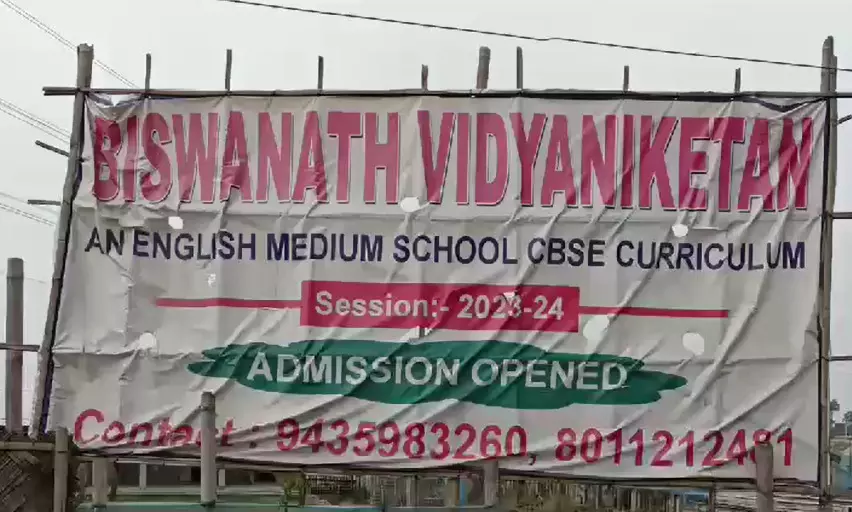 BISWANATH VIDYANIKETAN
AN ENGLISH MEDIUM SCHOOL CBSE CURRICULUM
Session:- 2023-24
ADMISSION OPENED
Contact : 9435983260, 8011212481